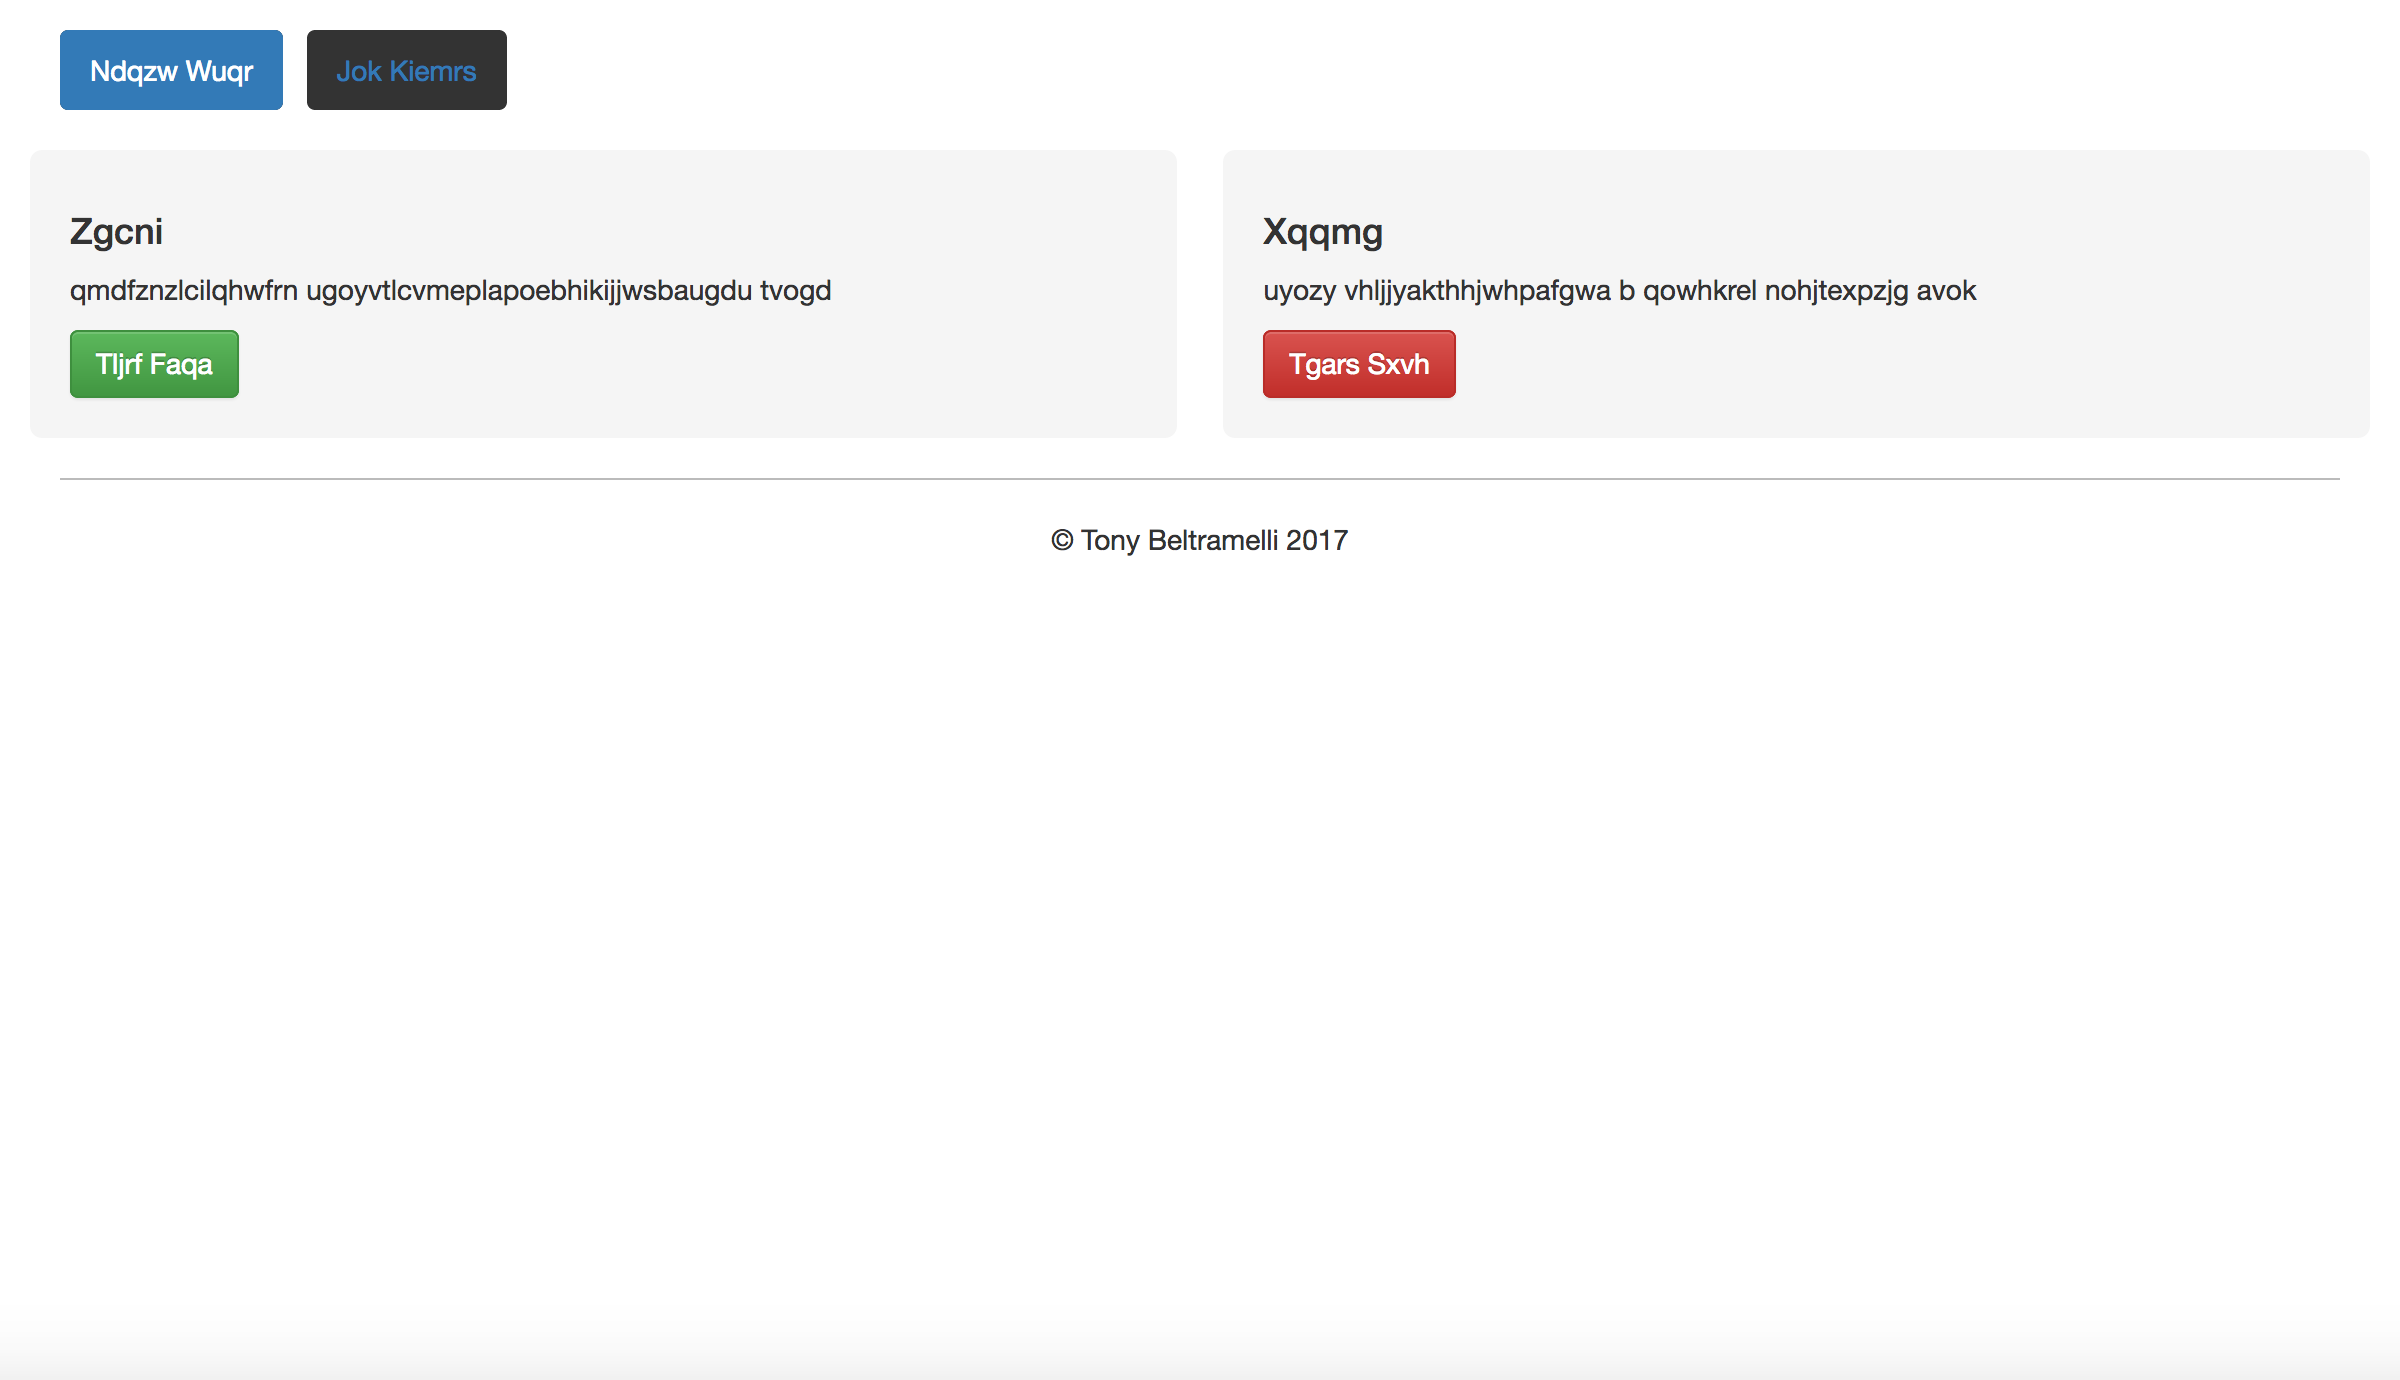 Ndqzw Wuqr Jok Kiemrs
Zgcni
qmdfznzlcilqhwfrn ugoyvtlcvmeplapoebhikijjwsbaugdu tvogd
Tljrf Faqa
Xqqmg
uyozy vhljjyakthhjwhpafgwa b qowhkrel nohjtexpzjg avok
Tgars Sxvh
© Tony Beltramelli 2017